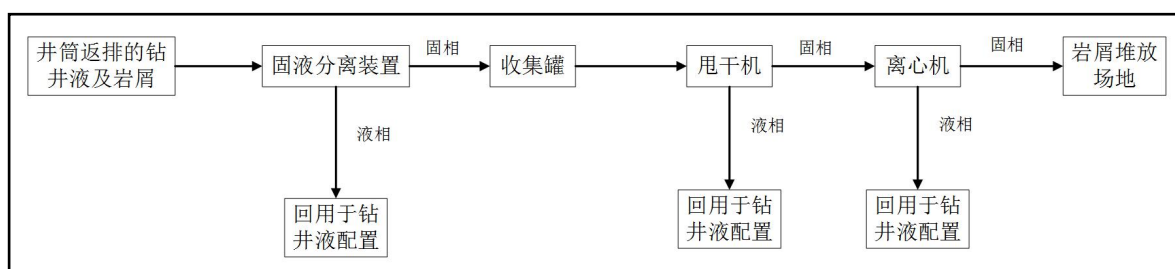 井筒返排的钻
井液及岩屑
固液分离装置
固相
收集罐
甩干机
固相
离心机
固相
岩屑堆放
场地
液相
液相
液相
回用于钻
井液配置
回用于钻
井液配置
回用于钻
井液配置